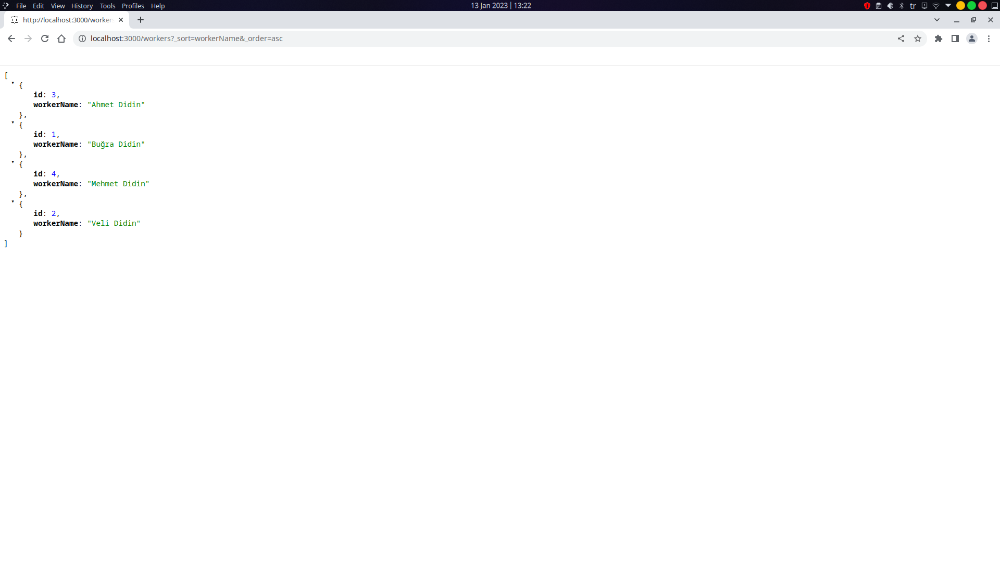 File Edit View History Tools Profiles Help
13 Jan 2023 | 13:22
tr
http://localhost:3000/worker
localhost:3000/workers?_sort=workerName&_order=asc
[
{
id: 3,
workerName: "Ahmet Didin"
},
{
id: 1,
workerName: "Buğra Didin"
},
{
id: 4,
workerName: "Mehmet Didin"
},
{
id: 2,
workerName: "Veli Didin"
}
]